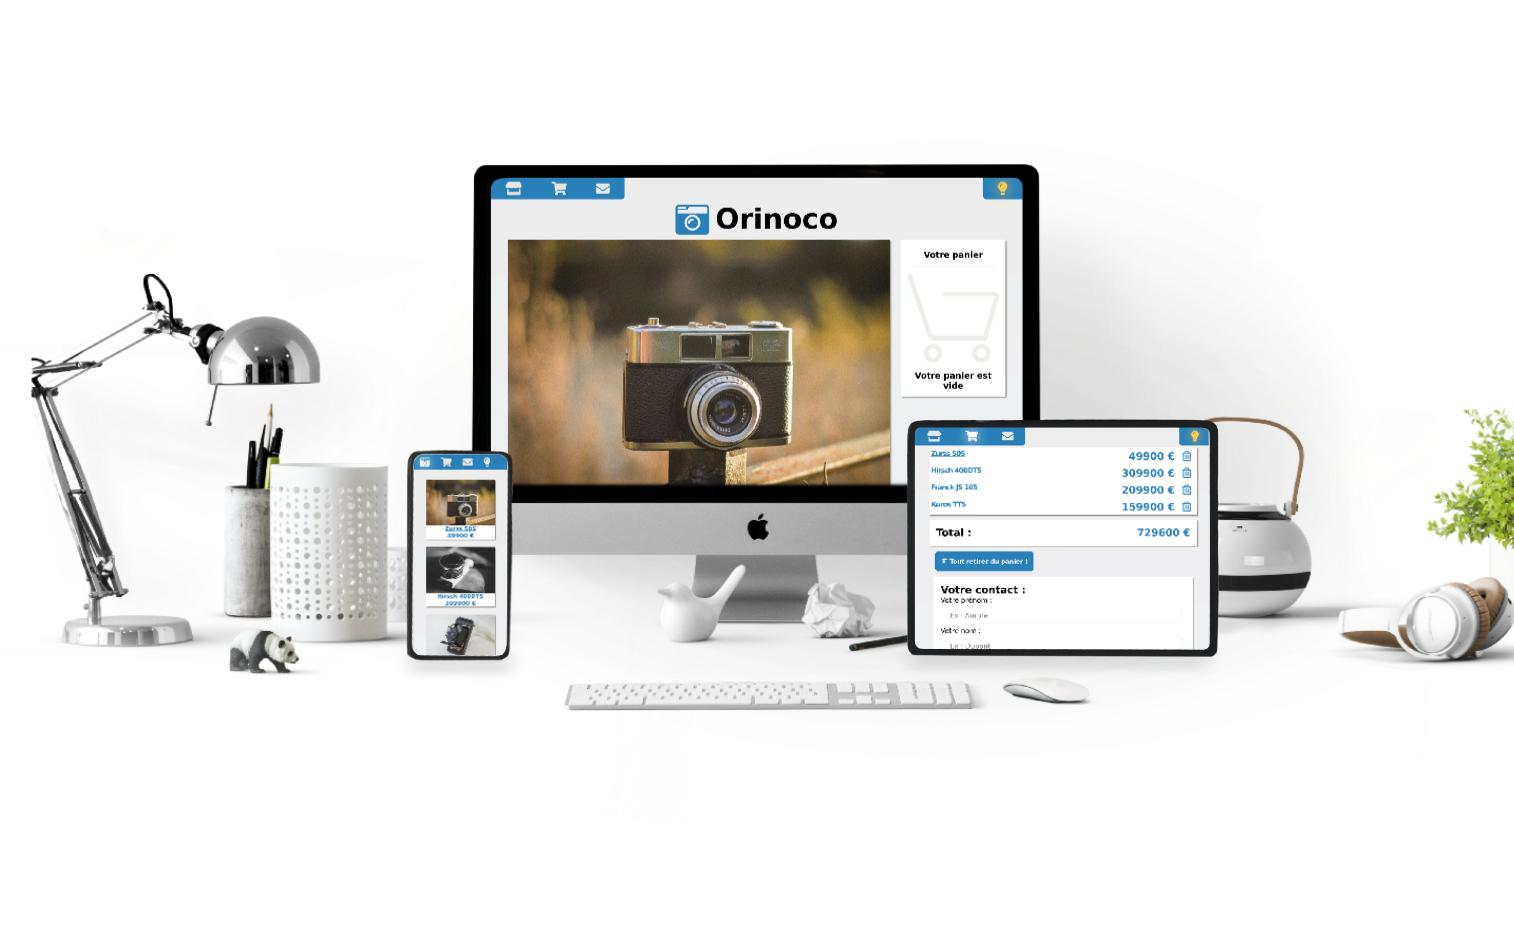 Orinoco
Votre panier
Votre panier est
vide
Zurss 50S
49900 €
Hirsch 400DTS
309900 €
Zurss 50S 49900 €
Hirsch 400DTS 309900 €
Franck JS 105 209900 €
Kuros TTS 159900 €
Total : 729600 €
Tout retirer du panier !
Votre contact :
Votre prénom :
Ex : Aurore
Votre nom :
Ex : Dupont